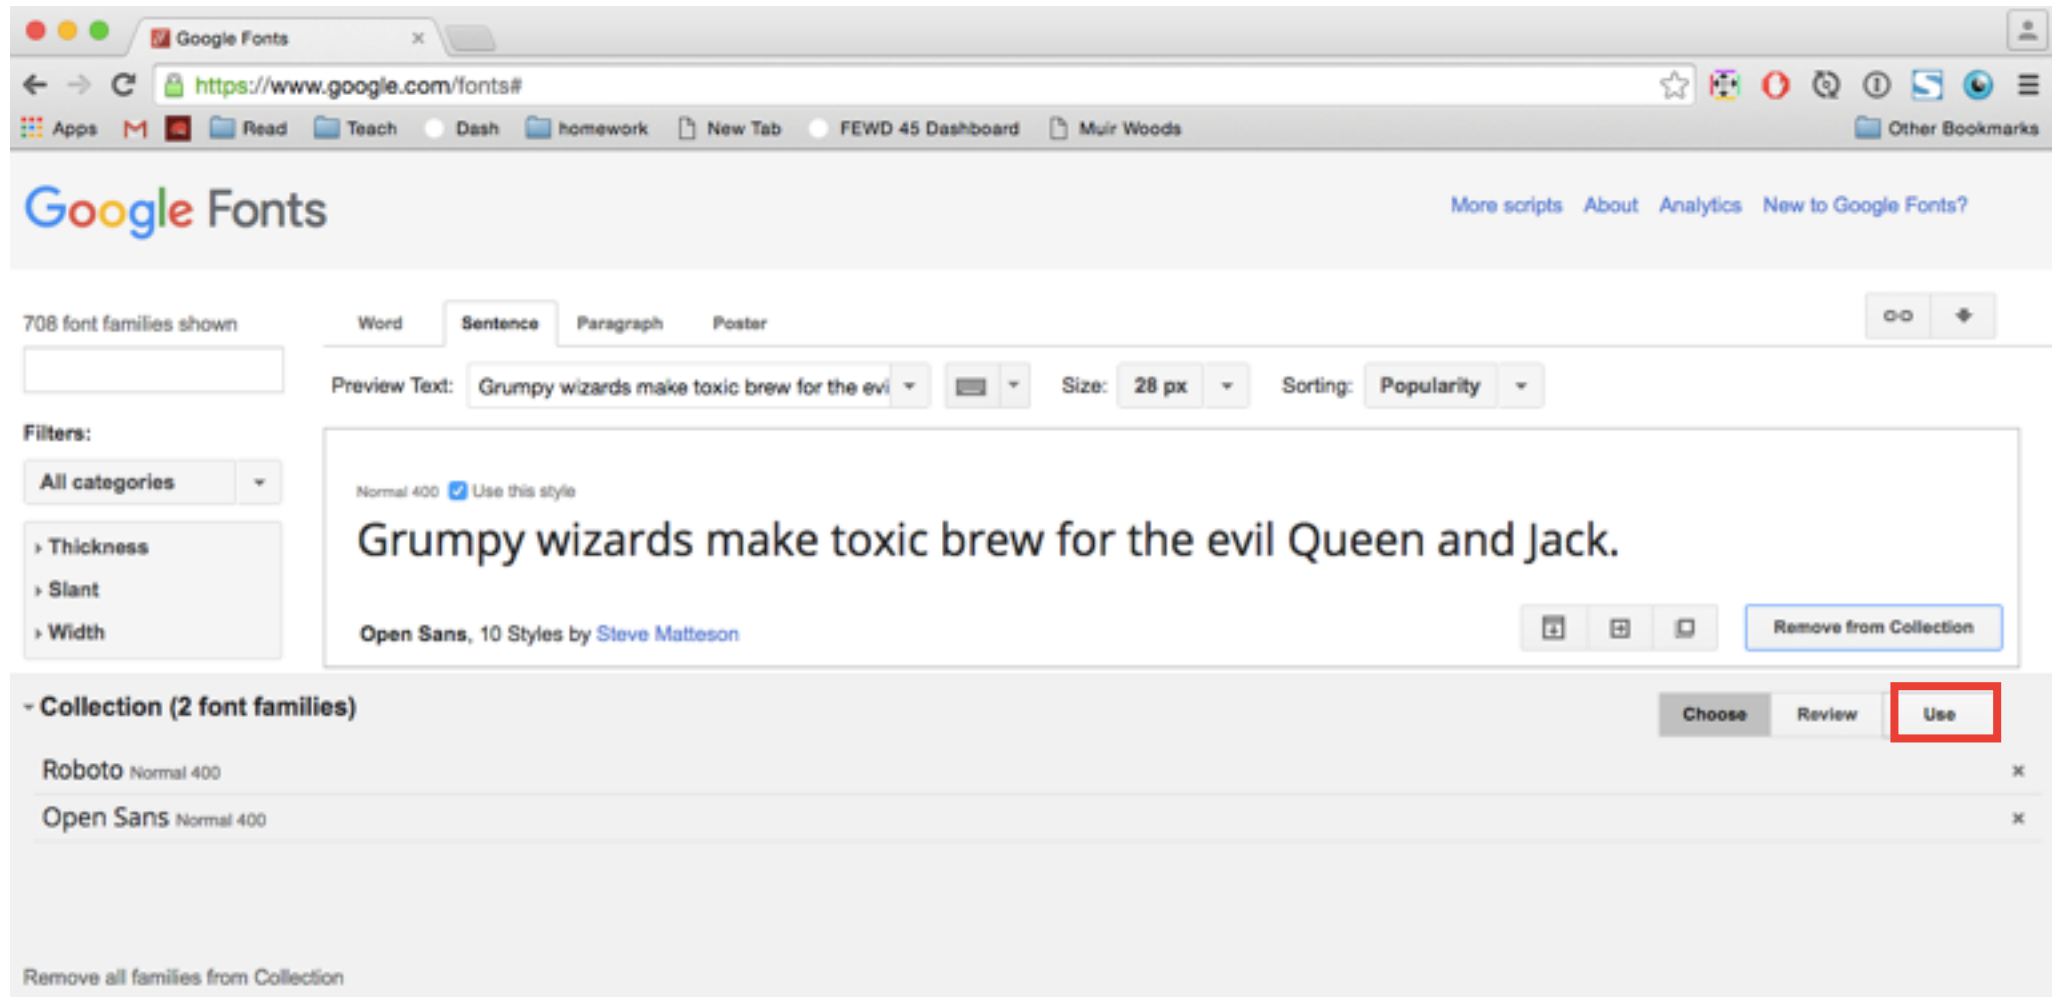 Google Fonts
https://www.google.com/fonts#
Apps Read Teach Dash homework New Tab FEWD 45 Dashboard Muir Woods Other Bookmarks
Google Fonts
More scripts About Analytics New to Google Fonts?
708 font families shown
Word Sentence Paragraph Poster
Preview Text: Grumpy wizards make toxic brew for the evi Size: 28 px Sorting: Popularity
Filters:
All categories
Thickness
Slant
Width
Normal 400 Use this style
Grumpy wizards make toxic brew for the evil Queen and Jack.
Open Sans, 10 Styles by Steve Matteson
Remove from Collection
Collection (2 font families)
Choose Review Use
Roboto Normal 400
Open Sans Normal 400
Remove all families from Collection